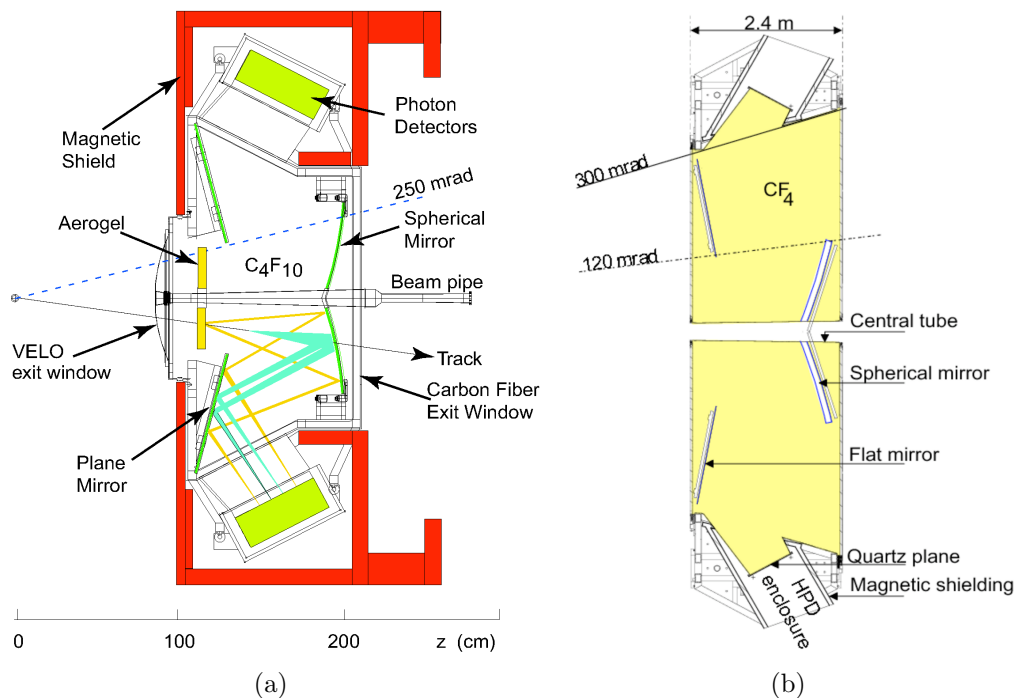 Magnetic
Shield
Photon
Detectors
250 mrad
Aerogel
C4F10
Spherical
Mirror
Beam pipe
VELO
exit window
Track
Carbon Fiber
Exit Window
Plane
Mirror
0
100
200
z (cm)
(a)
2.4 m
300 mrad
CF4
120 mrad
Central tube
Spherical mirror
Flat mirror
Quartz plane
HPD
enclosure
Magnetic shielding
(b)